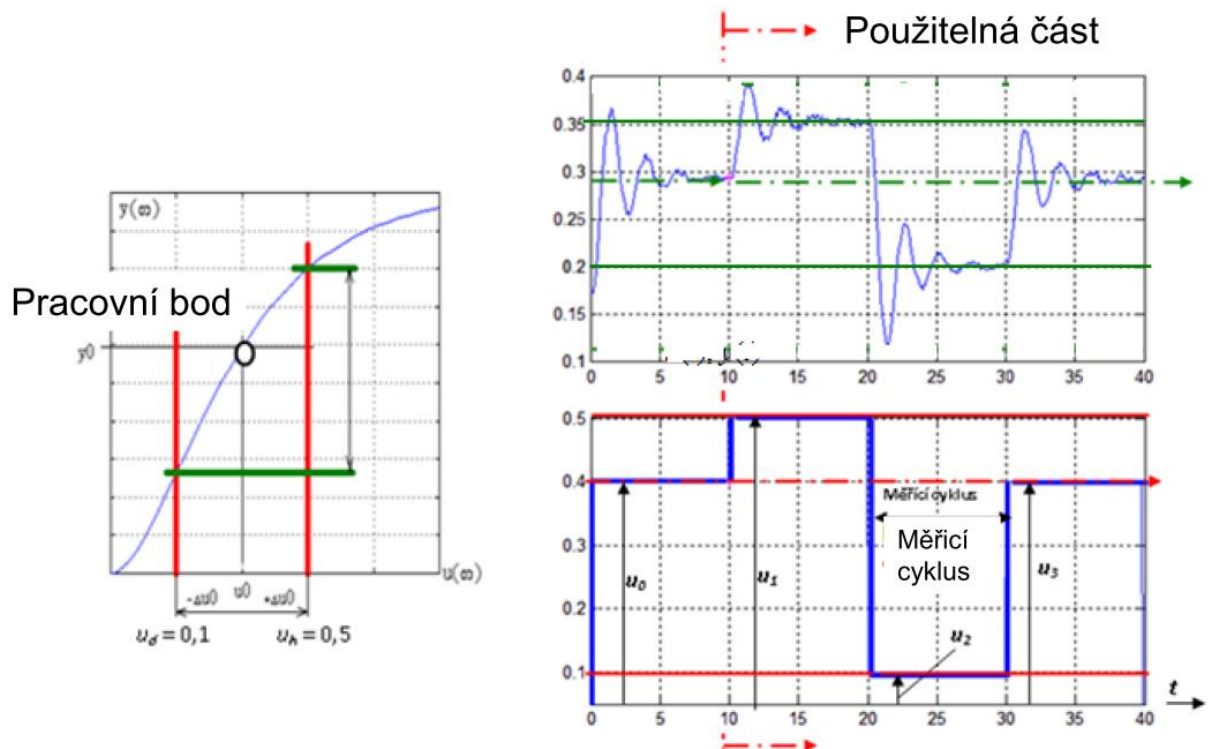 Použitelná část
y(∞)
Pracovní bod
y0
u(∞)
-Δu0
u0
+Δu0
u_d = 0,1
u_h = 0,5
0.4
0.35
0.3
0.25
0.2
0.15
0.1
0 5 10 15 20 25 30 35 40
0.5
0.4
0.3
0.2
0.1
Měřicí cyklus
Měřicí
cyklus
u₀
u₁
u₂
u₃
t
0 5 10 15 20 25 30 35 40